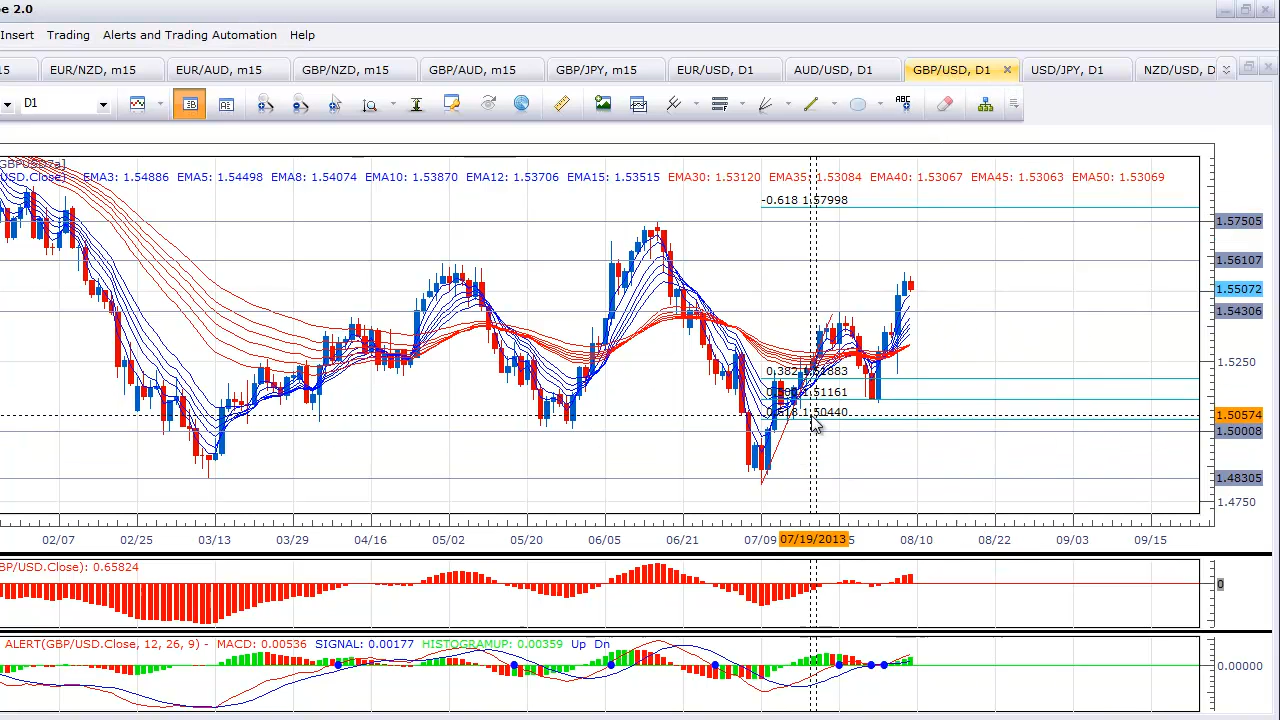 e 2.0
Insert Trading Alerts and Trading Automation Help
15 EUR/NZD, m15 EUR/AUD, m15 GBP/NZD, m15 GBP/AUD, m15 GBP/JPY, m15 EUR/USD, D1 AUD/USD, D1 GBP/USD, D1 USD/JPY, D1 NZD/USD, D
D1 ABC
USD.Close) EMA3: 1.54886 EMA5: 1.54498 EMA8: 1.54074 EMA10: 1.53870 EMA12: 1.53706 EMA15: 1.53515 EMA30: 1.53120 EMA35: 1.53084 EMA40: 1.53067 EMA45: 1.53063 EMA50: 1.53069
-0.618 1.57998
1.57505
1.56107
1.55072
1.54306
1.5250
0.382 1.51883
1.51161
1.50440
1.50574
1.50008
1.48305
1.4750
02/07 02/25 03/13 03/29 04/16 05/02 05/20 06/05 06/21 07/09 07/19/2013 5 08/10 08/22 09/03 09/15
BP/USD.Close): 0.65824
0
ALERT(GBP/USD.Close, 12, 26, 9) - MACD: 0.00536 SIGNAL: 0.00177 HISTOGRAMUP: 0.00359 Up Dn
0.00000